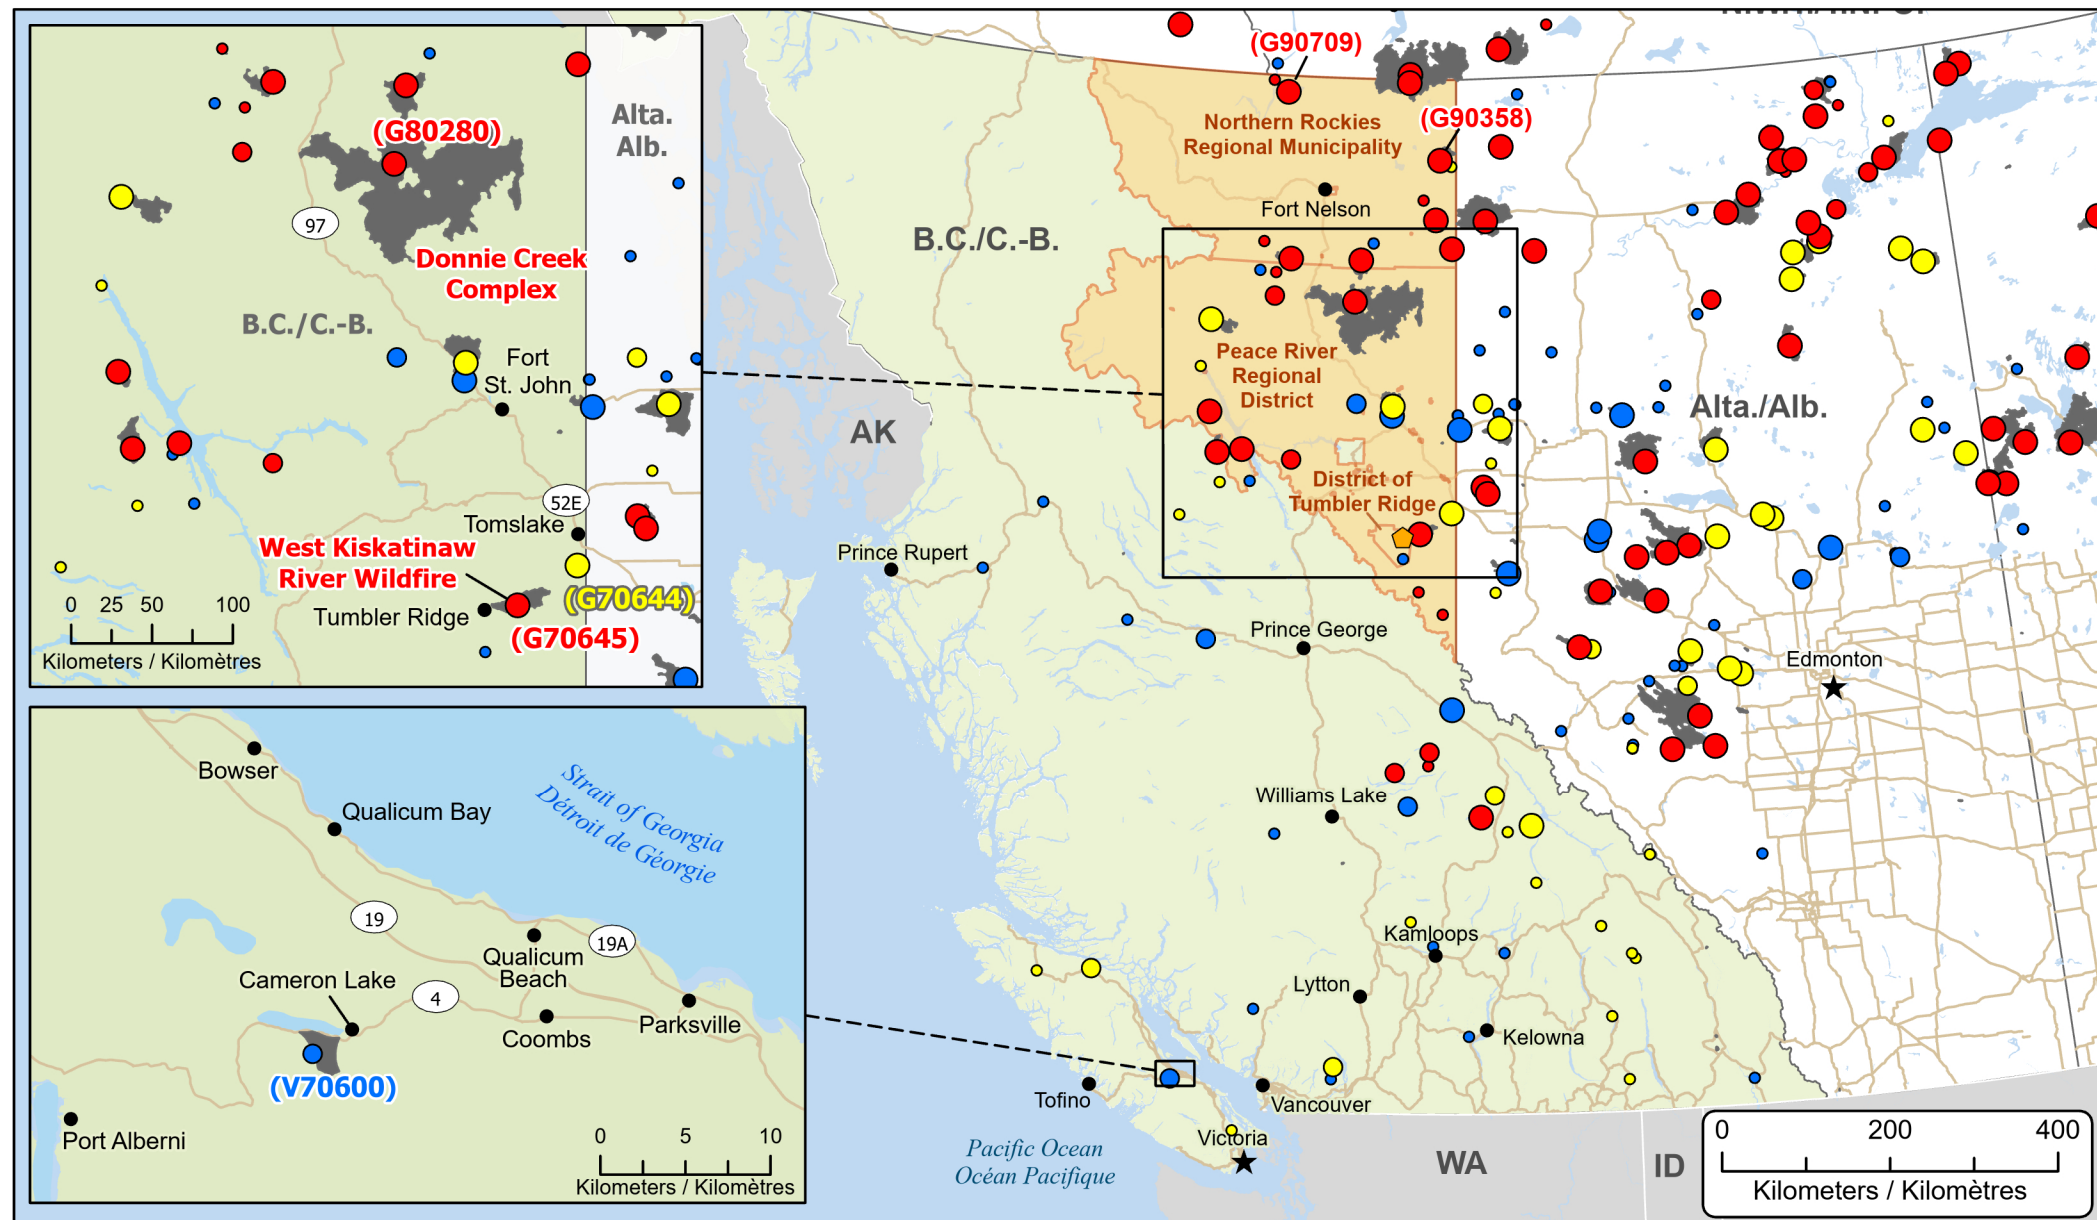 (G80280)
Alta.
Alb.
97
Donnie Creek
Complex
B.C./C.-B.
Fort
St. John
52E
Tomslake
West Kiskatinaw
River Wildfire
(G70644)
Tumbler Ridge
(G70645)
0 25 50 100
Kilometers / Kilomètres
Bowser
Qualicum Bay
Strait of Georgia
Détroit de Géorgie
19
19A
Qualicum
Beach
Cameron Lake
4
Coombs
Parksville
(V70600)
Port Alberni
0 5 10
Kilometers / Kilomètres
(G90709)
(G90358)
Northern Rockies
Regional Municipality
Fort Nelson
B.C./C.-B.
Peace River
Regional
District
AK
Alta./Alb.
District of
Tumbler Ridge
Prince Rupert
Prince George
Edmonton
Williams Lake
Kamloops
Lytton
Kelowna
Tofino
Vancouver
Victoria
Pacific Ocean
Océan Pacifique
WA
ID
0 200 400
Kilometers / Kilomètres